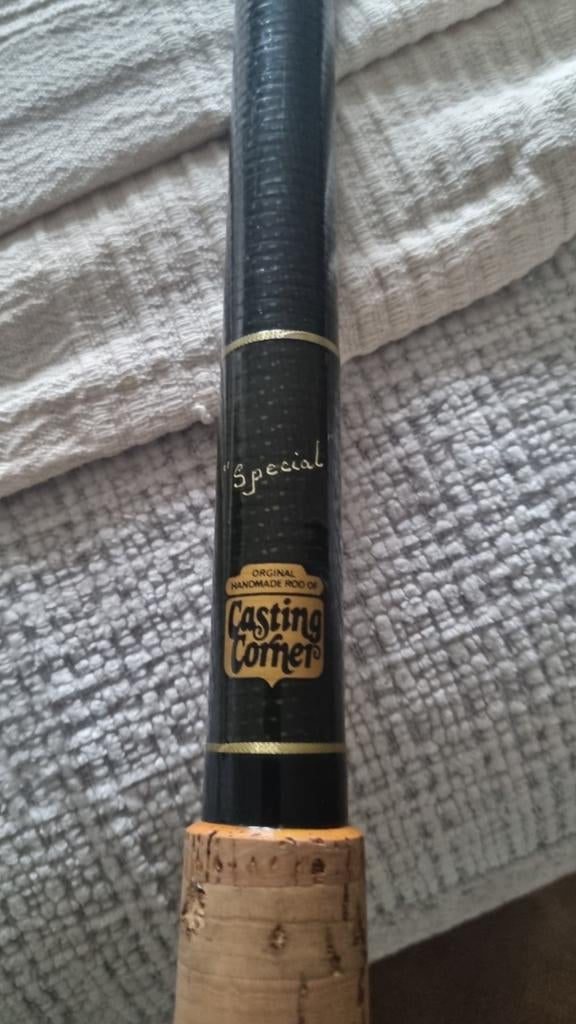 "Special"
ORGINAL
HANDMADE ROD OF
Casting
Corner